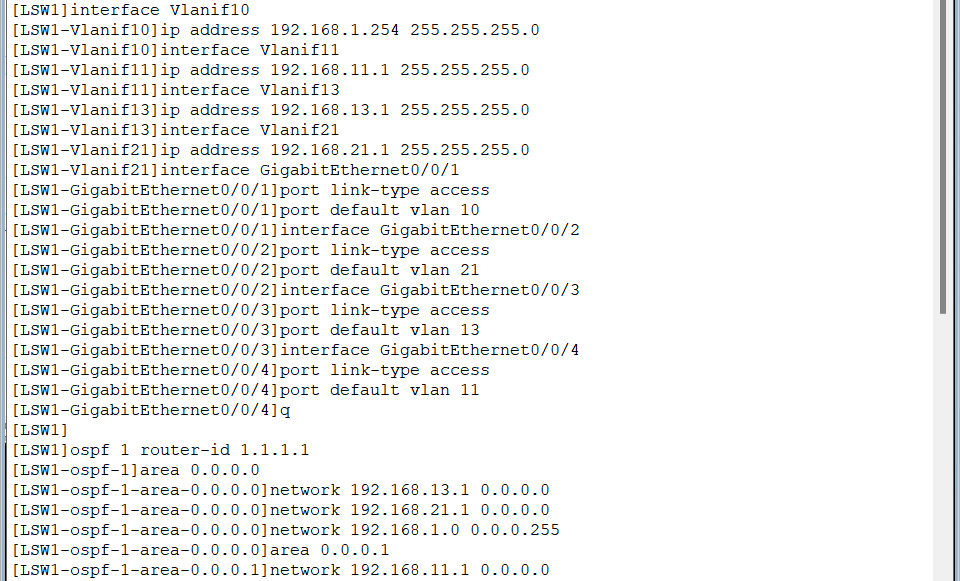 [LSW1]interface Vlanif10
[LSW1-Vlanif10]ip address 192.168.1.254 255.255.255.0
[LSW1-Vlanif10]interface Vlanif11
[LSW1-Vlanif11]ip address 192.168.11.1 255.255.255.0
[LSW1-Vlanif11]interface Vlanif13
[LSW1-Vlanif13]ip address 192.168.13.1 255.255.255.0
[LSW1-Vlanif13]interface Vlanif21
[LSW1-Vlanif21]ip address 192.168.21.1 255.255.255.0
[LSW1-Vlanif21]interface GigabitEthernet0/0/1
[LSW1-GigabitEthernet0/0/1]port link-type access
[LSW1-GigabitEthernet0/0/1]port default vlan 10
[LSW1-GigabitEthernet0/0/1]interface GigabitEthernet0/0/2
[LSW1-GigabitEthernet0/0/2]port link-type access
[LSW1-GigabitEthernet0/0/2]port default vlan 21
[LSW1-GigabitEthernet0/0/2]interface GigabitEthernet0/0/3
[LSW1-GigabitEthernet0/0/3]port link-type access
[LSW1-GigabitEthernet0/0/3]port default vlan 13
[LSW1-GigabitEthernet0/0/3]interface GigabitEthernet0/0/4
[LSW1-GigabitEthernet0/0/4]port link-type access
[LSW1-GigabitEthernet0/0/4]port default vlan 11
[LSW1-GigabitEthernet0/0/4]q
[LSW1]
[LSW1]ospf 1 router-id 1.1.1.1
[LSW1-ospf-1]area 0.0.0.0
[LSW1-ospf-1-area-0.0.0.0]network 192.168.13.1 0.0.0.0
[LSW1-ospf-1-area-0.0.0.0]network 192.168.21.1 0.0.0.0
[LSW1-ospf-1-area-0.0.0.0]network 192.168.1.0 0.0.0.255
[LSW1-ospf-1-area-0.0.0.0]area 0.0.0.1
[LSW1-ospf-1-area-0.0.0.1]network 192.168.11.1 0.0.0.0